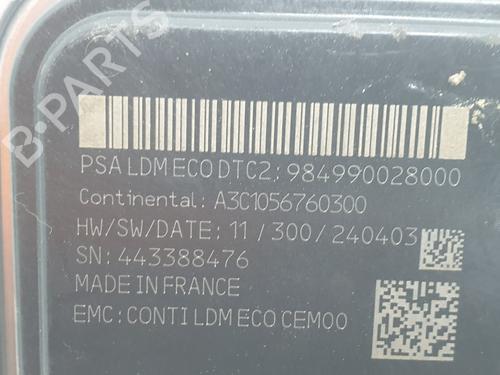 PSA LDM ECO DTC2; 984990028000
Continental: A3C1056760300
HW/SW/DATE: 11 / 300 / 240403
SN: 443388476
MADE IN FRANCE
EMC: CONTI LDM ECO CEM00
B-PARTS